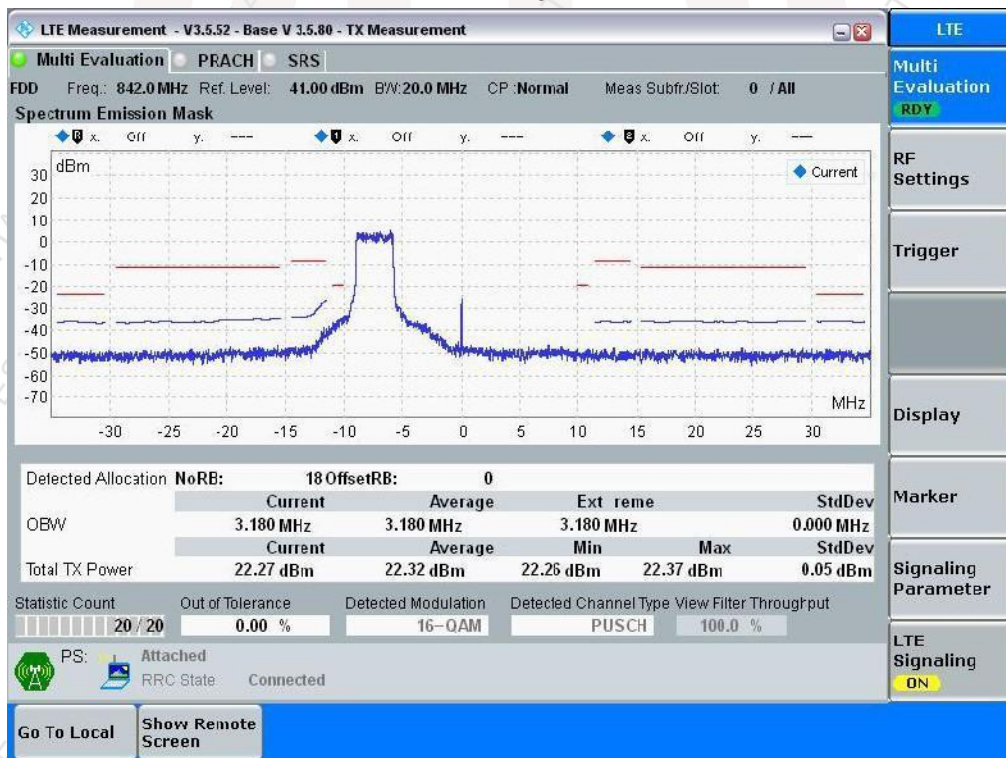 LTE Measurement - V3.5.52 - Base V 3.5.80 - TX Measurement
LTE
Multi Evaluation PRACH SRS
Multi
Evaluation
RDY
FDD Freq.: 842.0 MHz Ref. Level: 41.00 dBm BW: 20.0 MHz CP : Normal Meas Subfr./Slot: 0 / All
Spectrum Emission Mask
0 x. Off y. --- 1 x. Off y. --- 2 x. Off y. ---
dBm
Current
30
20
10
0
-10
-20
-30
-40
-50
-60
-70
MHz
-30 -25 -20 -15 -10 -5 0 5 10 15 20 25 30
RF
Settings
Trigger
Display
Marker
Signaling
Parameter
LTE
Signaling
ON
Detected Allocation NoRB: 18 OffsetRB: 0
Current Average Ext reme StdDev
OBW 3.180 MHz 3.180 MHz 3.180 MHz 0.000 MHz
Current Average Min Max StdDev
Total TX Power 22.27 dBm 22.32 dBm 22.26 dBm 22.37 dBm 0.05 dBm
Statistic Count Out of Tolerance Detected Modulation Detected Channel Type View Filter Throughput
20 / 20 0.00 % 16-QAM PUSCH 100.0 %
PS: Attached
RRC State Connected
Go To Local Show Remote
Screen